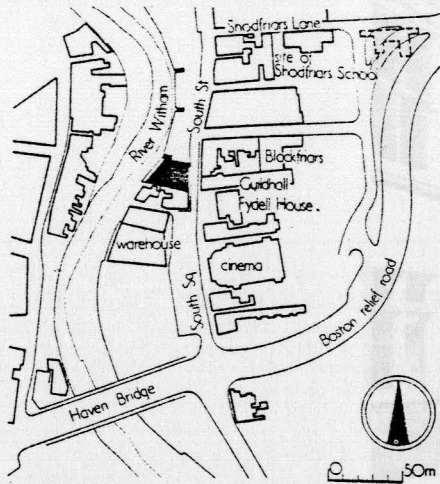 Shodfriars Lane
site of
Shodfriars School
South St
River Witham
Blackfriars
Guildhall
Fydell House.
warehouse
cinema
South Sq
Boston relief road
Haven Bridge
0 50m